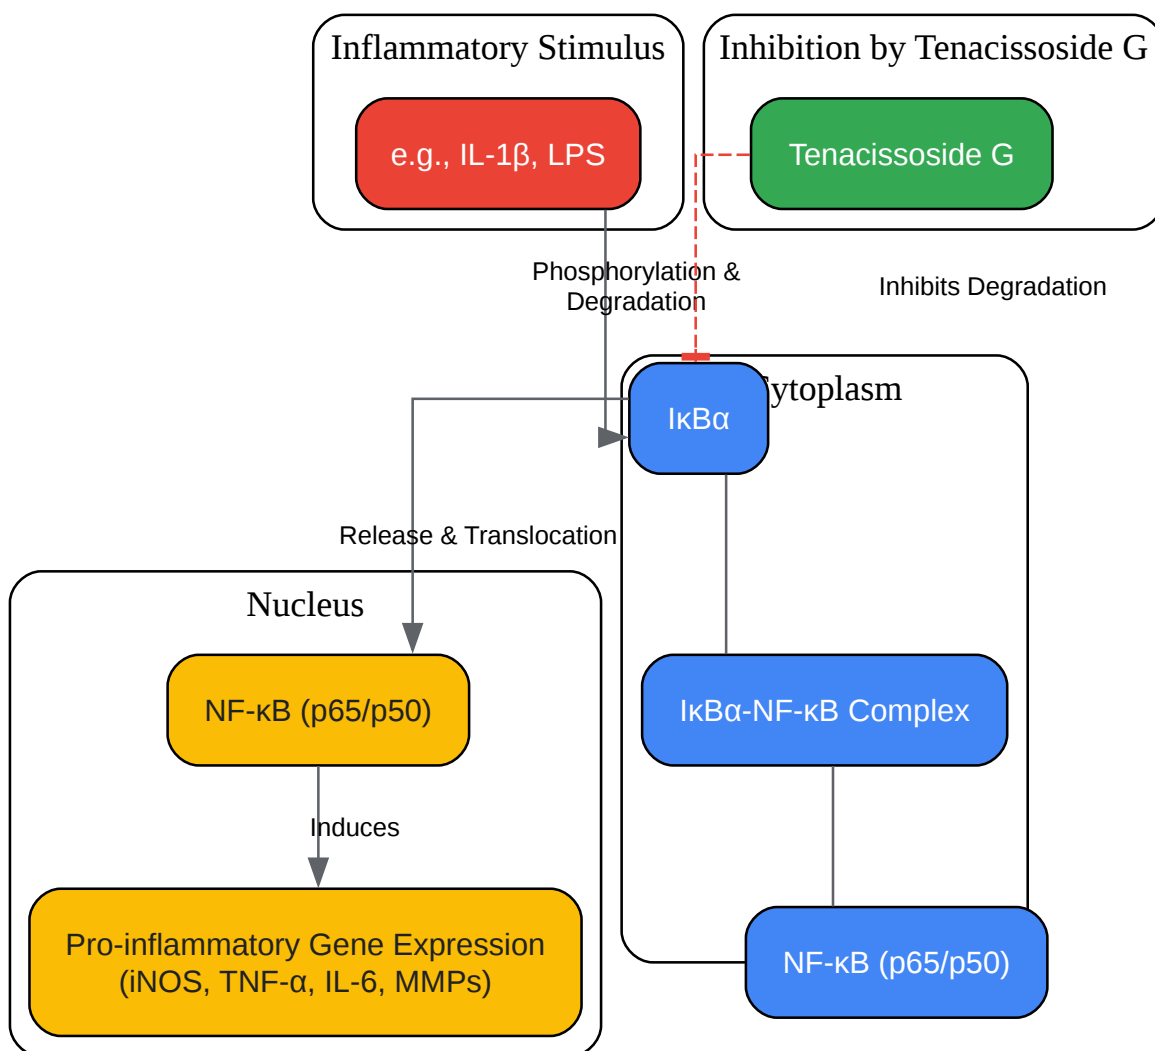 Inflammatory Stimulus
Inhibition by Tenacissoside G
e.g., IL-1β, LPS
Tenacissoside G
Phosphorylation &
Degradation
Inhibits Degradation
Cytoplasm
IκBα
Release & Translocation
Nucleus
NF-κB (p65/p50)
IκBα-NF-κB Complex
Induces
Pro-inflammatory Gene Expression
(iNOS, TNF-α, IL-6, MMPs)
NF-κB (p65/p50)